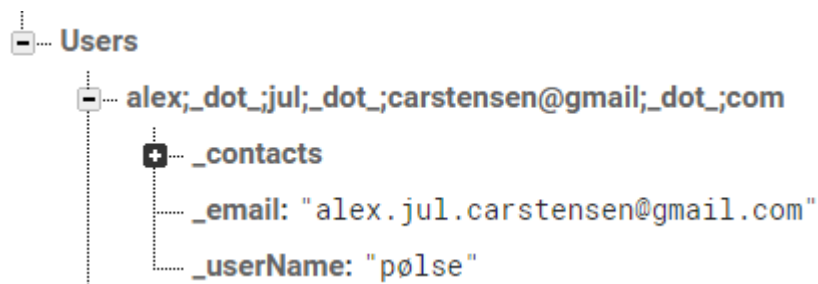 Users
alex;_dot_;jul;_dot_;carstensen@gmail;_dot_;com
_contacts
_email: "alex.jul.carstensen@gmail.com"
_userName: "pølse"